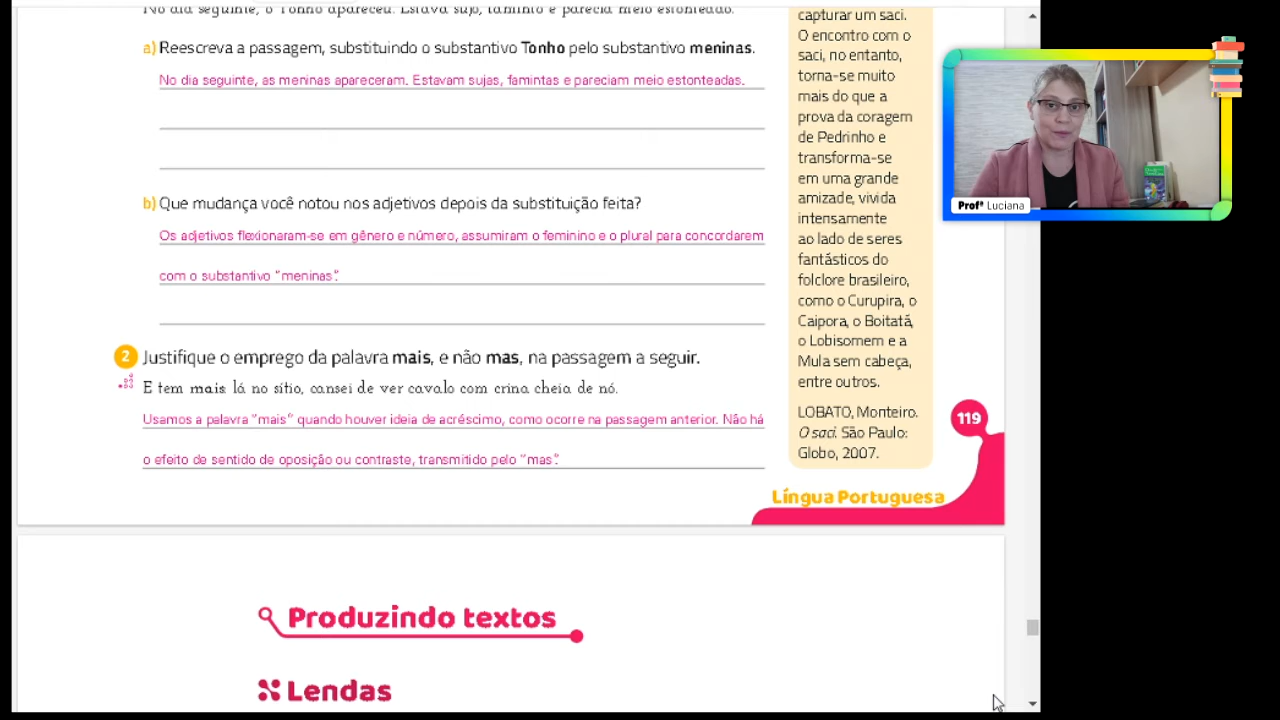 No dia seguinte, o Tonho apareceu. Estava sujo, faminto e parecia meio estonteado.
a) Reescreva a passagem, substituindo o substantivo Tonho pelo substantivo meninas.
No dia seguinte, as meninas apareceram. Estavam sujas, famintas e pareciam meio estonteadas.
b) Que mudança você notou nos adjetivos depois da substituição feita?
Os adjetivos flexionaram-se em gênero e número, assumiram o feminino e o plural para concordarem
com o substantivo "meninas".
2 Justifique o emprego da palavra mais, e não mas, na passagem a seguir.
E tem mais: lá no sítio, cansei de ver cavalo com crina cheia de nó.
Usamos a palavra "mais" quando houver ideia de acréscimo, como ocorre na passagem anterior. Não há
o efeito de sentido de oposição ou contraste, transmitido pelo "mas".
capturar um saci.
O encontro com o
saci, no entanto,
torna-se muito
mais do que a
prova da coragem
de Pedrinho e
transforma-se
em uma grande
amizade, vivida
intensamente
ao lado de seres
fantásticos do
folclore brasileiro,
como o Curupira, o
Caipora, o Boitatá,
o Lobisomem e a
Mula sem cabeça,
entre outros.
LOBATO, Monteiro.
O saci. São Paulo:
Globo, 2007.
119
Língua Portuguesa
Produzindo textos
Lendas
Profª Luciana